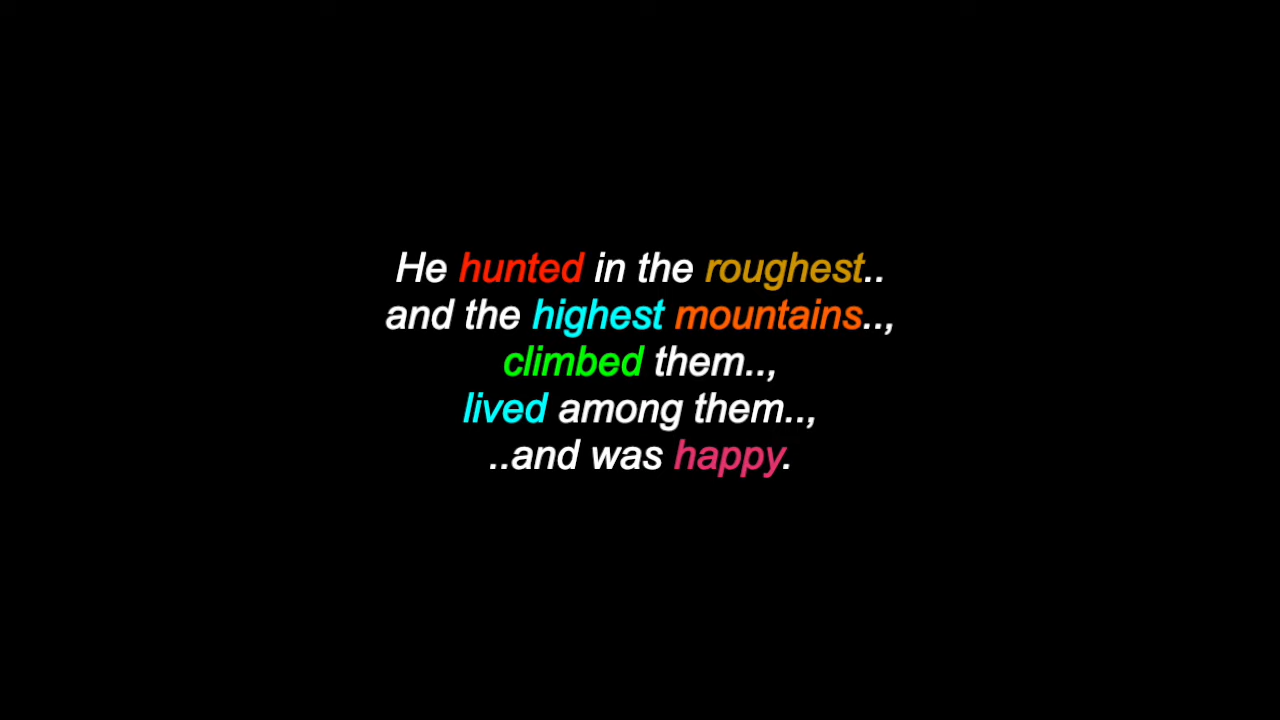 He hunted in the roughest..
and the highest mountains..,
climbed them..,
lived among them..,
..and was happy.